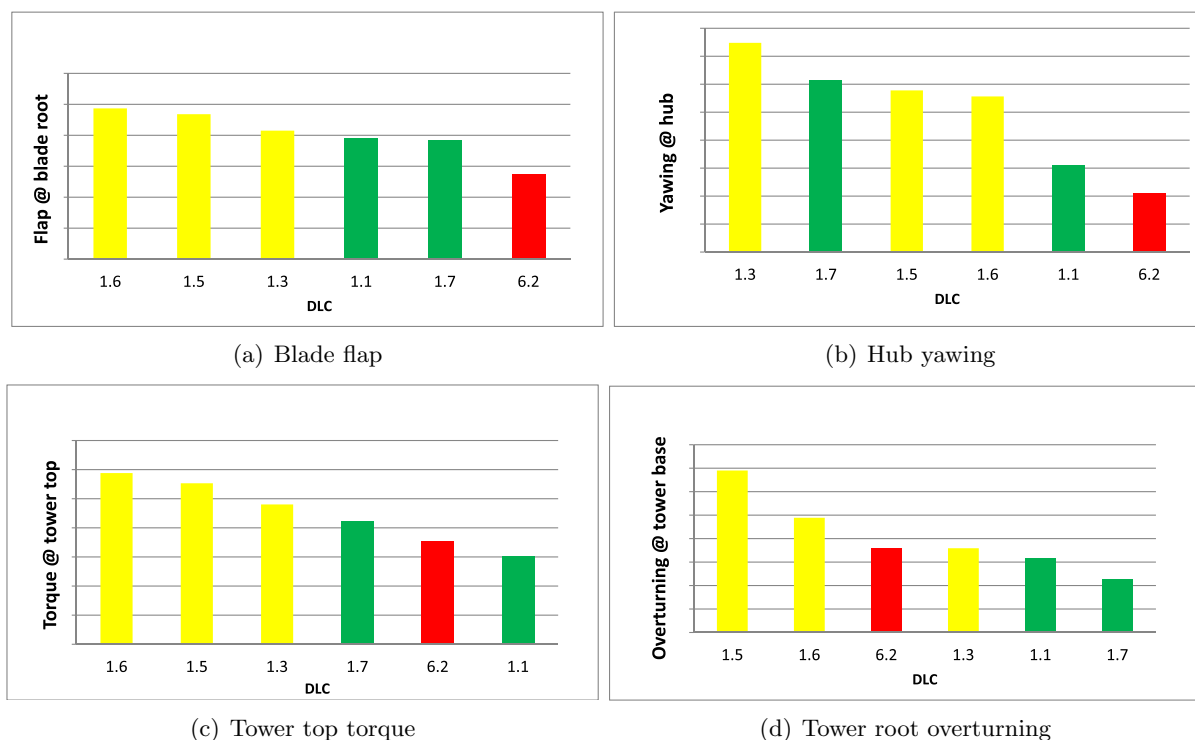 Flap @ blade root
1.6 1.5 1.3 1.1 1.7 6.2
DLC
(a) Blade flap
Yawing @ hub
1.3 1.7 1.5 1.6 1.1 6.2
DLC
(b) Hub yawing
Torque @ tower top
1.6 1.5 1.3 1.7 6.2 1.1
DLC
(c) Tower top torque
Overturning @ tower base
1.5 1.6 6.2 1.3 1.1 1.7
DLC
(d) Tower root overturning